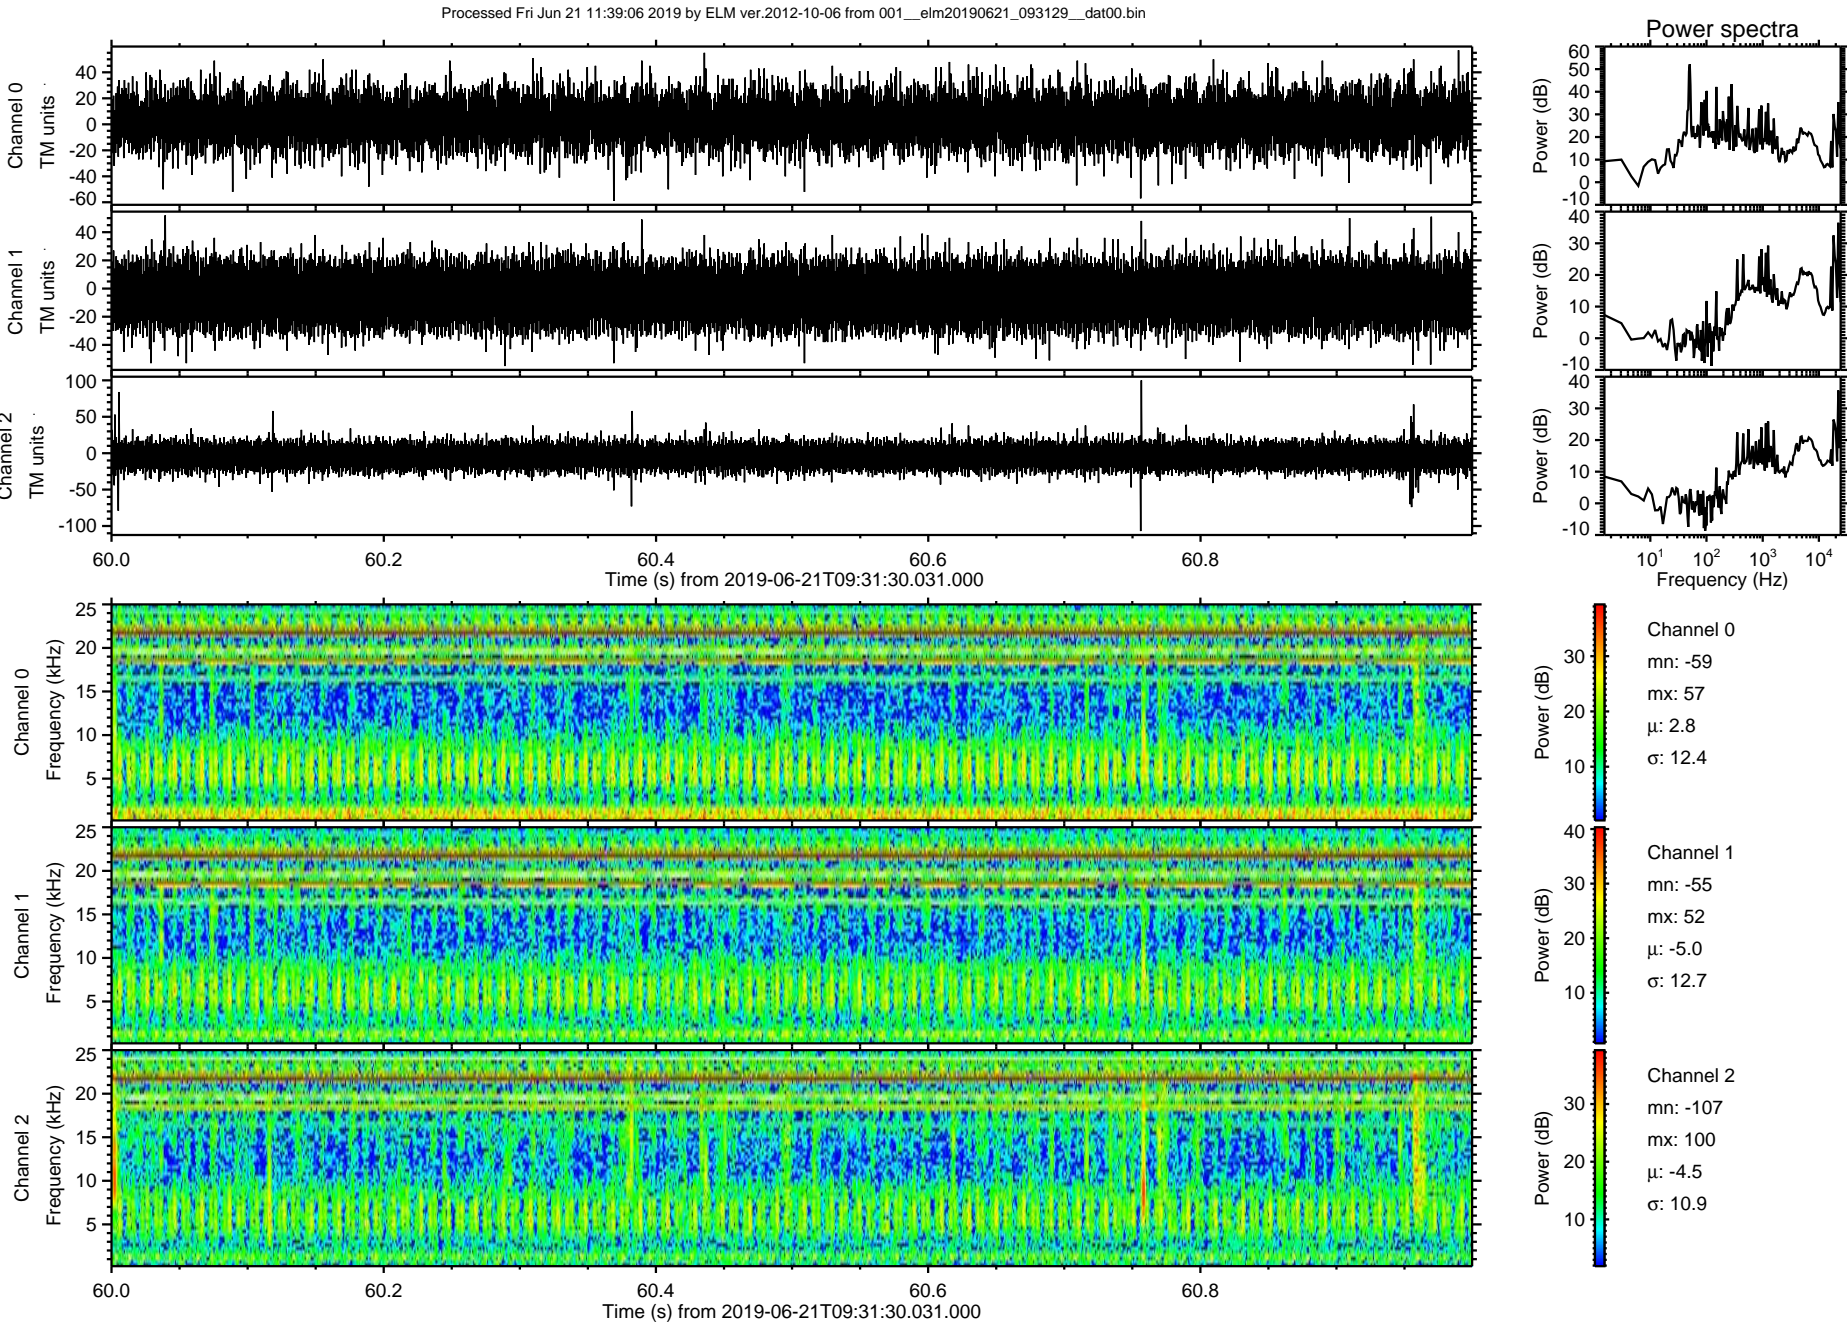 Processed Fri Jun 21 11:39:06 2019 by ELM ver.2012-10-06 from 001__elm20190621_093129__dat00.bin
Power spectra
Channel 0
TM units
40
20
0
-20
-40
-60
Power (dB)
60
50
40
30
20
10
0
-10
Channel 1
TM units
40
20
0
-20
-40
Power (dB)
40
30
20
10
0
-10
Channel 2
TM units
100
50
0
-50
-100
Power (dB)
40
30
20
10
0
-10
60.0 60.2 60.4 60.6 60.8
Time (s) from 2019-06-21T09:31:30.031.000
10^1 10^2 10^3 10^4
Frequency (Hz)
Channel 0
Frequency (kHz)
25
20
15
10
5
Power (dB)
30
20
10
Channel 0
mn: -59
mx: 57
μ: 2.8
σ: 12.4
Channel 1
Frequency (kHz)
25
20
15
10
5
Power (dB)
40
30
20
10
Channel 1
mn: -55
mx: 52
μ: -5.0
σ: 12.7
Channel 2
Frequency (kHz)
25
20
15
10
5
Power (dB)
30
20
10
Channel 2
mn: -107
mx: 100
μ: -4.5
σ: 10.9
60.0 60.2 60.4 60.6 60.8
Time (s) from 2019-06-21T09:31:30.031.000